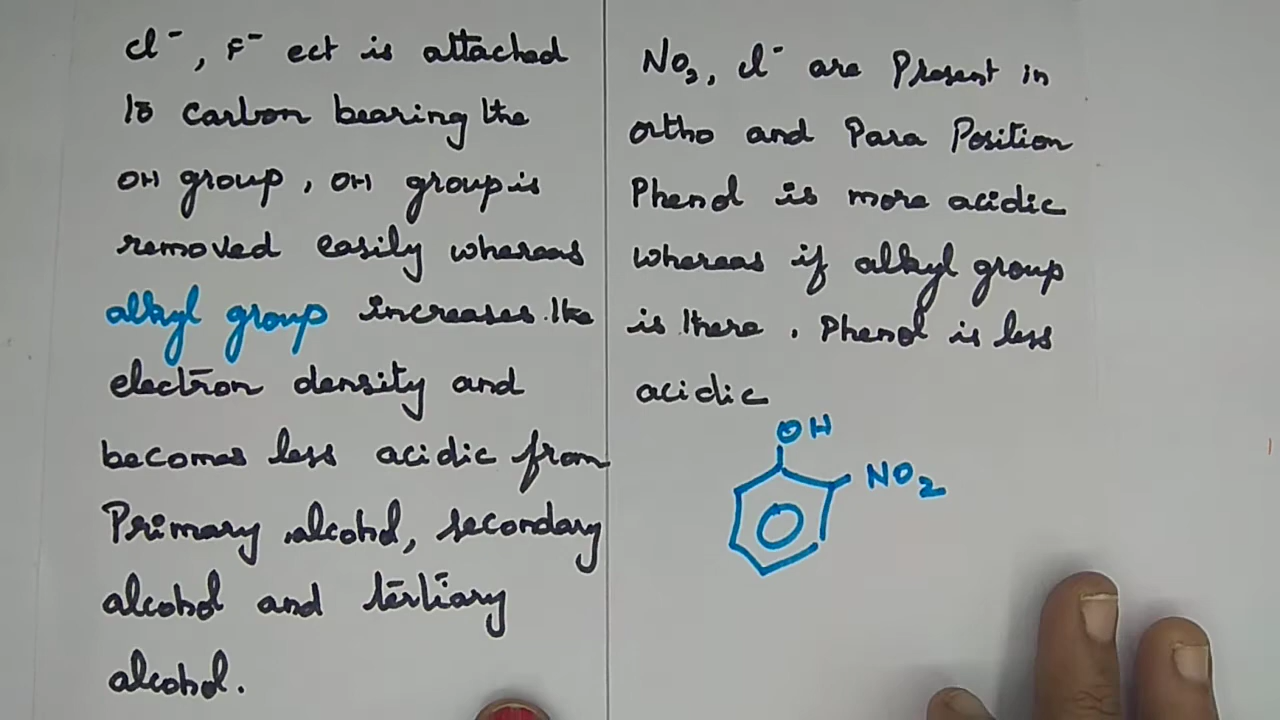 Cl⁻, F⁻ ect is attached
to carbon bearing the
OH group, OH group is
removed easily whereas
alkyl group increases the
electron density and
becomes less acidic from
Primary alcohol, secondary
alcohol and tertiary
alcohol.
NO₂, Cl⁻ are Present in
ortho and Para Position
Phenol is more acidic
whereas if alkyl group
is there. Phenol is less
acidic
OH
NO₂